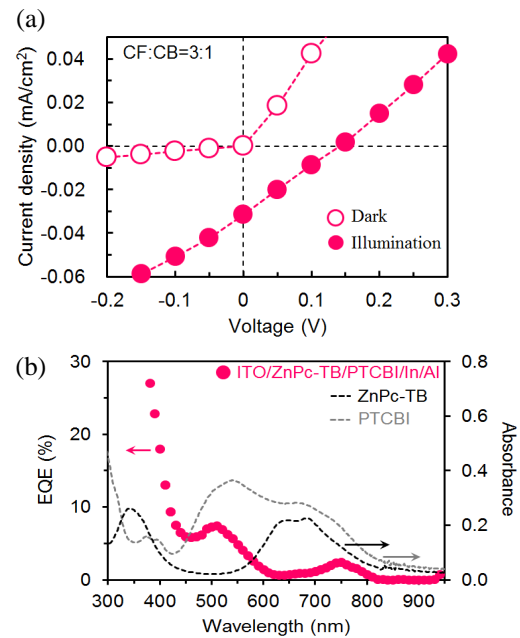 (a)
CF:CB=3:1
Current density (mA/cm²)
0.04
0.02
0.00
-0.02
-0.04
-0.06
Dark
Illumination
-0.2
-0.1
0
0.1
0.2
0.3
Voltage (V)
(b)
EQE (%)
30
20
10
0
ITO/ZnPc-TB/PTCBI/In/Al
ZnPc-TB
PTCBI
0.8
0.6
0.4
0.2
0.0
Absorbance
300
400
500
600
700
800
900
Wavelength (nm)